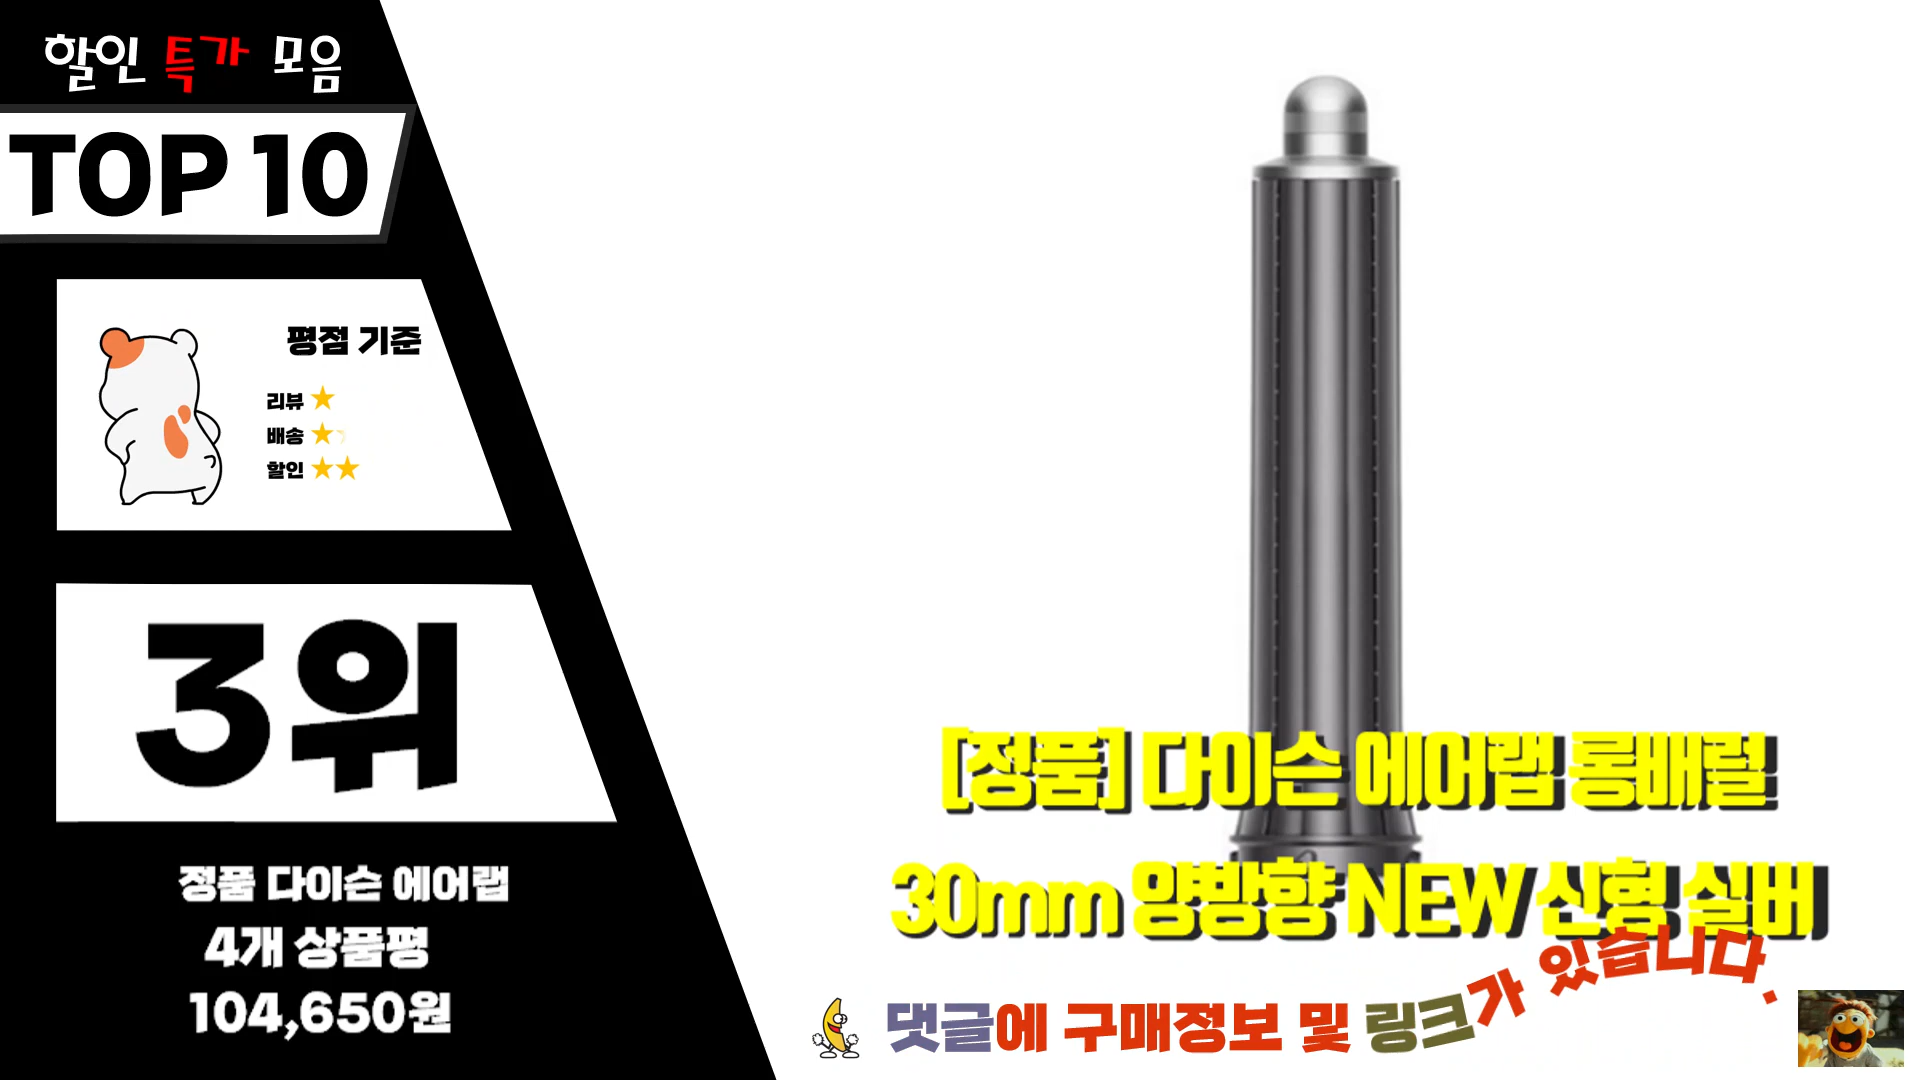 할인 특가 모음
TOP 10
평점 기준
리뷰 ★
배송 ★
할인 ★★
3위
정품 다이슨 에어랩
4개 상품평
104,650원
[정품] 다이슨 에어랩 롱배럴
30mm 양방향 NEW 신형 실버
댓글에 구매정보 및 링크가 있습니다.